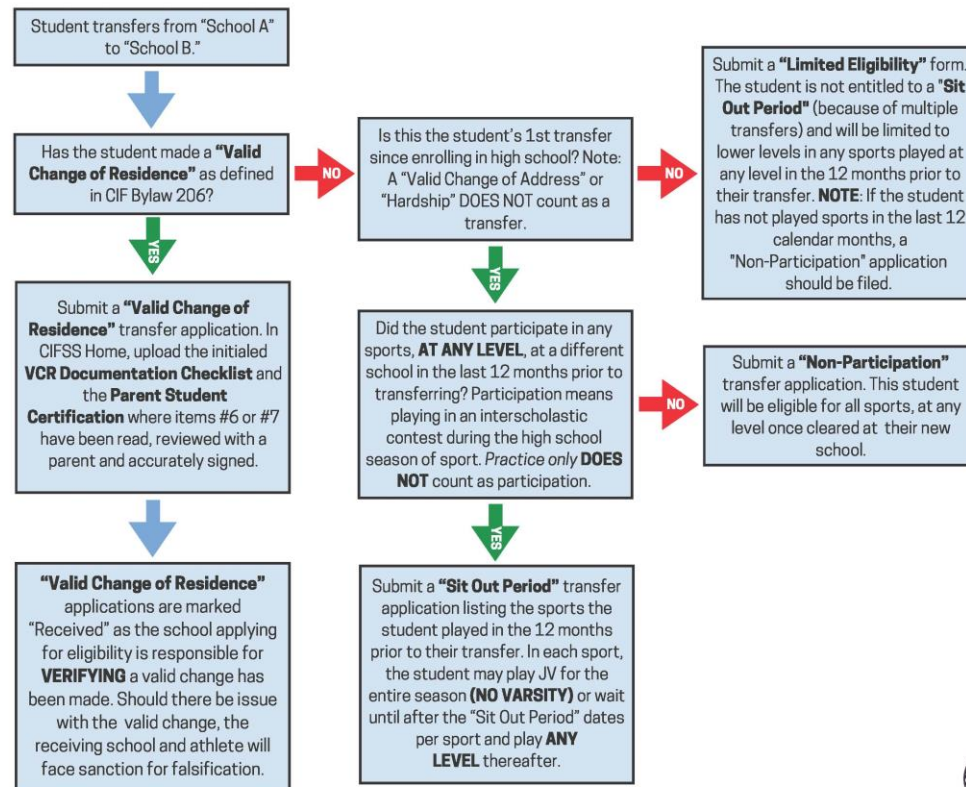 Student transfers from “School A”
to “School B.”
Has the student made a “Valid
Change of Residence” as defined
in CIF Bylaw 206?
NO
Is this the student’s 1st transfer
since enrolling in high school? Note:
A “Valid Change of Address” or
“Hardship” DOES NOT count as a
transfer.
NO
Submit a “Limited Eligibility” form.
The student is not entitled to a "Sit
Out Period" (because of multiple
transfers) and will be limited to
lower levels in any sports played at
any level in the 12 months prior to
their transfer. NOTE: If the student
has not played sports in the last 12
calendar months, a
"Non-Participation" application
should be filed.
YES
Submit a “Valid Change of
Residence” transfer application. In
CIFSS Home, upload the initialed
VCR Documentation Checklist and
the Parent Student
Certification where items #6 or #7
have been read, reviewed with a
parent and accurately signed.
YES
Did the student participate in any
sports, AT ANY LEVEL, at a different
school in the last 12 months prior to
transferring? Participation means
playing in an interscholastic
contest during the high school
season of sport. Practice only DOES
NOT count as participation.
NO
Submit a “Non-Participation”
transfer application. This student
will be eligible for all sports, at any
level once cleared at their new
school.
“Valid Change of Residence”
applications are marked
“Received” as the school applying
for eligibility is responsible for
VERIFYING a valid change has
been made. Should there be issue
with the valid change, the
receiving school and athlete will
face sanction for falsification.
YES
Submit a “Sit Out Period” transfer
application listing the sports the
student played in the 12 months
prior to their transfer. In each sport,
the student may play JV for the
entire season (NO VARSITY) or wait
until after the “Sit Out Period” dates
per sport and play ANY
LEVEL thereafter.